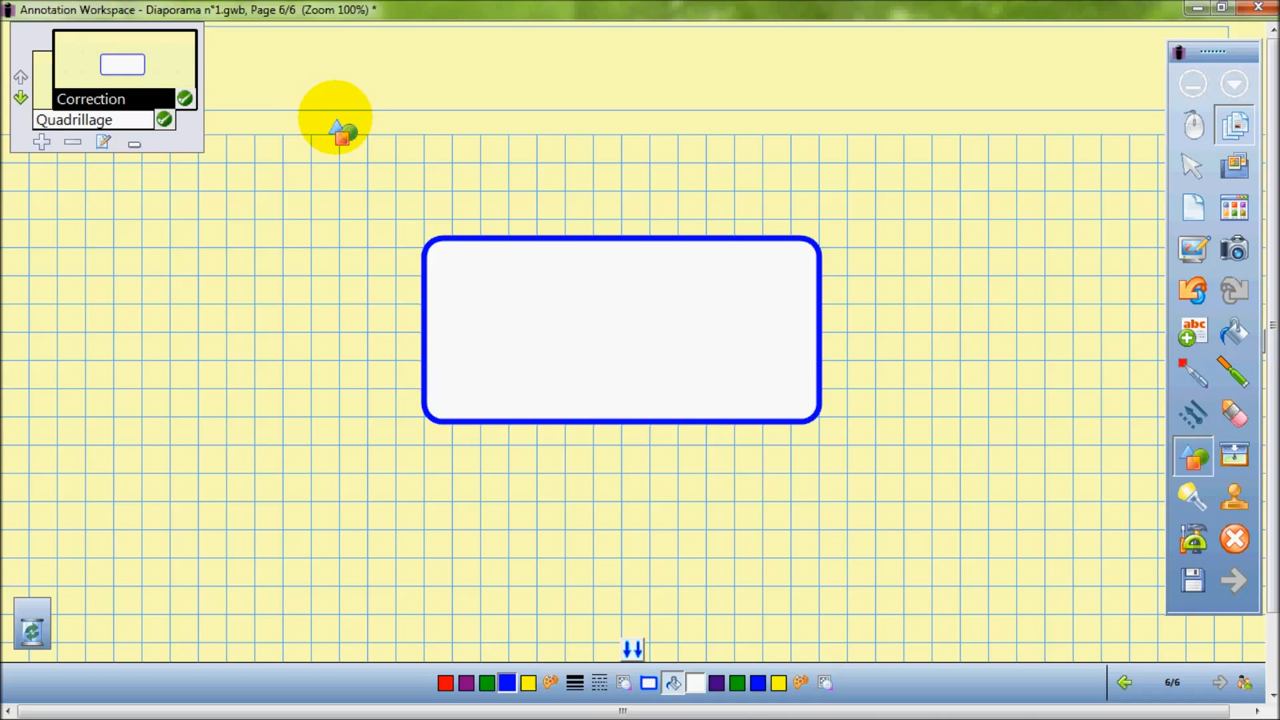 Annotation Workspace - Diaporama n°1.gwb, Page 6/6 (Zoom 100%) *
Correction
Quadrillage
abc
6/6